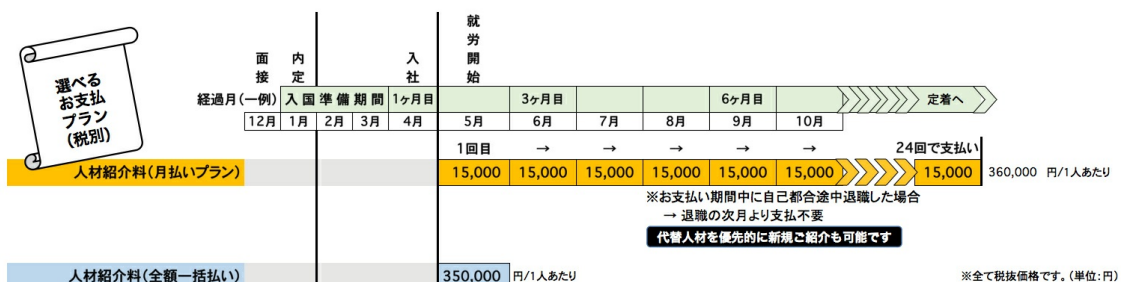 選べる
お支払
プラン
(税別)
面接
内定
入社
就労開始
経過月(一例)
入国準備期間
1ヶ月目
3ヶ月目
6ヶ月目
定着へ
12月
1月
2月
3月
4月
5月
6月
7月
8月
9月
10月
1回目
→
→
→
→
→
24回で支払い
人材紹介料(月払いプラン)
15,000
15,000
15,000
15,000
15,000
15,000
15,000
360,000 円/1人あたり
※お支払い期間中に自己都合途中退職した場合
→ 退職の次月より支払不要
代替人材を優先的に新規ご紹介も可能です
人材紹介料(全額一括払い)
350,000 円/1人あたり
※全て税抜価格です。(単位:円)